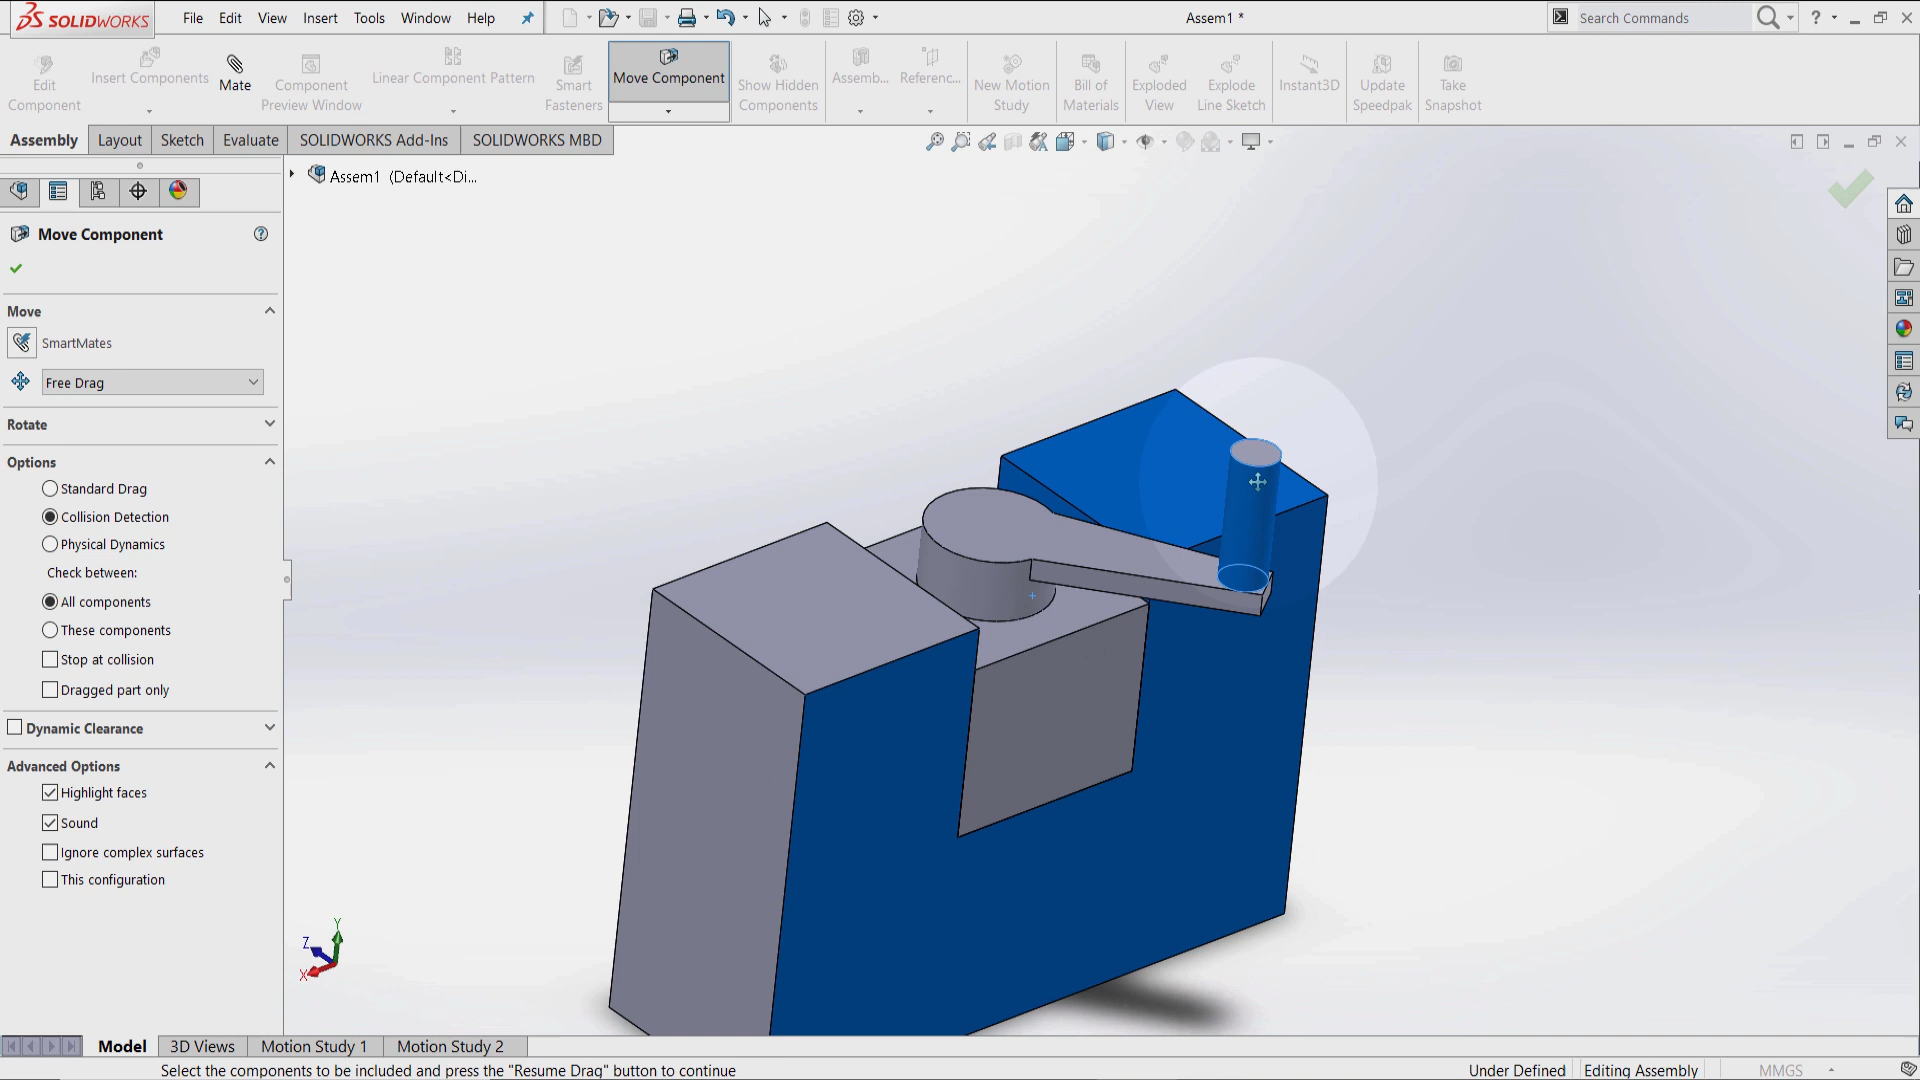 SOLIDWORKS
File Edit View Insert Tools Window Help
Assem1 *
Search Commands
?
Edit Component
Insert Components
Mate
Component Preview Window
Linear Component Pattern
Smart Fasteners
Move Component
Show Hidden Components
Assemb...
Referenc...
New Motion Study
Bill of Materials
Exploded View
Explode Line Sketch
Instant3D
Update Speedpak
Take Snapshot
Assembly Layout Sketch Evaluate SOLIDWORKS Add-Ins SOLIDWORKS MBD
Assem1 (Default<Di...
Move Component
?
Move
SmartMates
Free Drag
Rotate
Options
Standard Drag
Collision Detection
Physical Dynamics
Check between:
All components
These components
Stop at collision
Dragged part only
Dynamic Clearance
Advanced Options
Highlight faces
Sound
Ignore complex surfaces
This configuration
Y
Z
X
Model 3D Views Motion Study 1 Motion Study 2
Select the components to be included and press the "Resume Drag" button to continue
Under Defined Editing Assembly MMGS